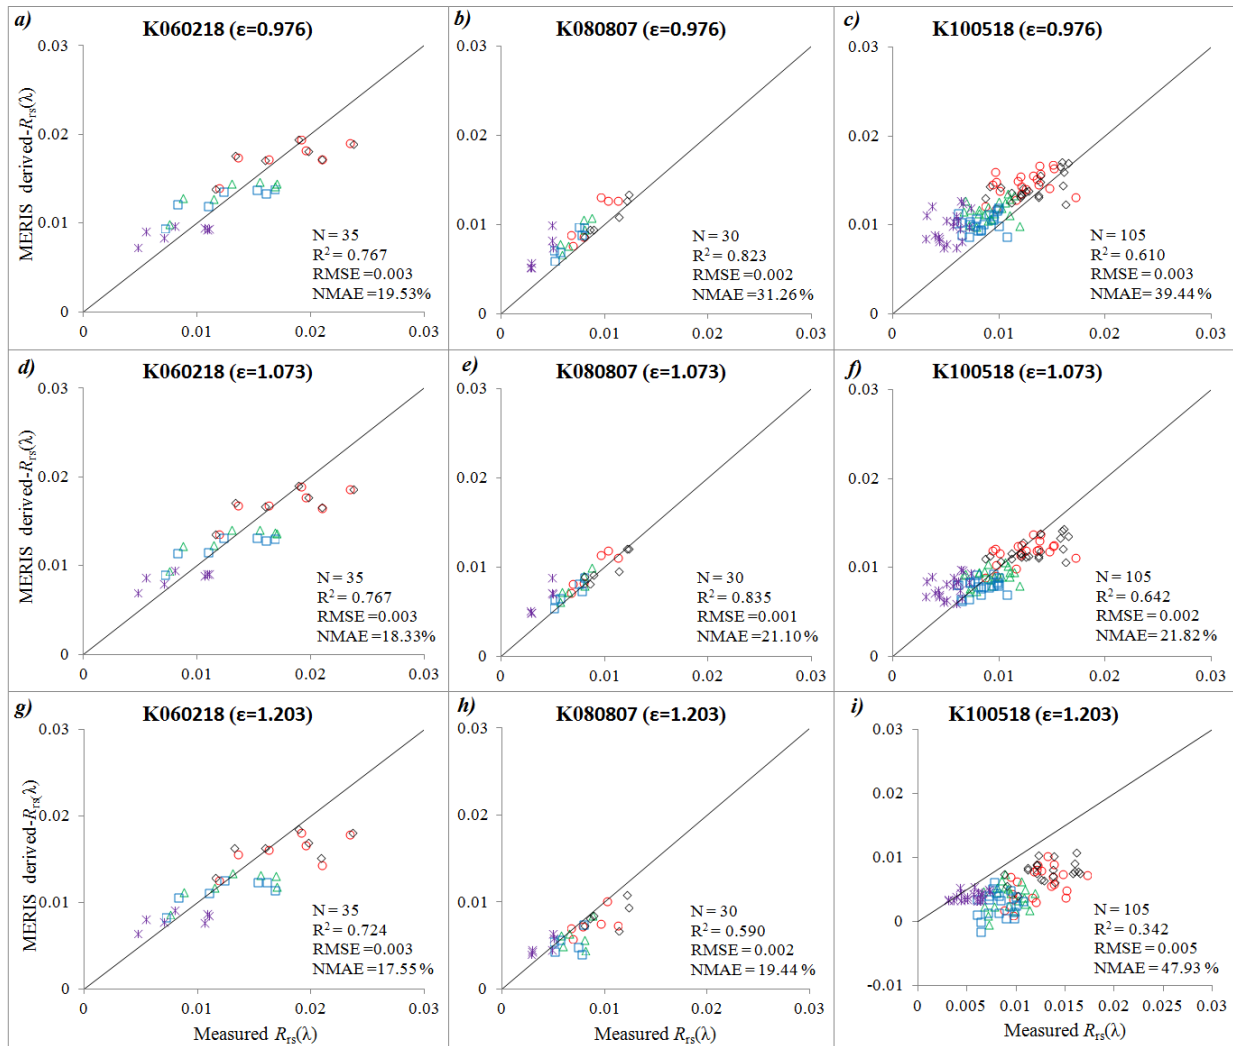 a)
K060218 (ε=0.976)
0.03
0.02
0.01
0
0
0.01
0.02
0.03
MERIS derived-Rrs(λ)
N = 35
R² = 0.767
RMSE =0.003
NMAE =19.53%
b)
K080807 (ε=0.976)
0.03
0.02
0.01
0
0
0.01
0.02
0.03
N = 30
R² = 0.823
RMSE =0.002
NMAE =31.26%
c)
K100518 (ε=0.976)
0.03
0.02
0.01
0
0
0.01
0.02
0.03
N = 105
R² = 0.610
RMSE =0.003
NMAE =39.44%
d)
K060218 (ε=1.073)
0.03
0.02
0.01
0
0
0.01
0.02
0.03
MERIS derived-Rrs(λ)
N = 35
R² = 0.767
RMSE =0.003
NMAE =18.33%
e)
K080807 (ε=1.073)
0.03
0.02
0.01
0
0
0.01
0.02
0.03
N = 30
R² = 0.835
RMSE =0.001
NMAE =21.10%
f)
K100518 (ε=1.073)
0.03
0.02
0.01
0
0
0.01
0.02
0.03
N = 105
R² = 0.642
RMSE =0.002
NMAE =21.82%
g)
K060218 (ε=1.203)
0.03
0.02
0.01
0
0
0.01
0.02
0.03
MERIS derived-Rrs(λ)
Measured Rrs(λ)
N = 35
R² = 0.724
RMSE =0.003
NMAE =17.55%
h)
K080807 (ε=1.203)
0.03
0.02
0.01
0
0
0.01
0.02
0.03
Measured Rrs(λ)
N = 30
R² = 0.590
RMSE =0.002
NMAE =19.44%
i)
K100518 (ε=1.203)
0.03
0.02
0.01
0
-0.01
0
0.005
0.01
0.015
0.02
0.025
0.03
Measured Rrs(λ)
N = 105
R² = 0.342
RMSE =0.005
NMAE =47.93%